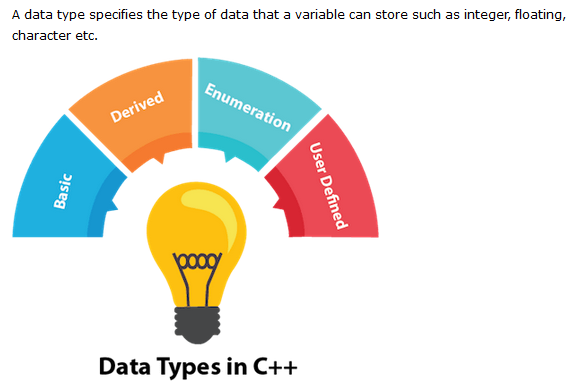 A data type specifies the type of data that a variable can store such as integer, floating,
character etc.
Basic
Derived
Enumeration
User Defined
Data Types in C++